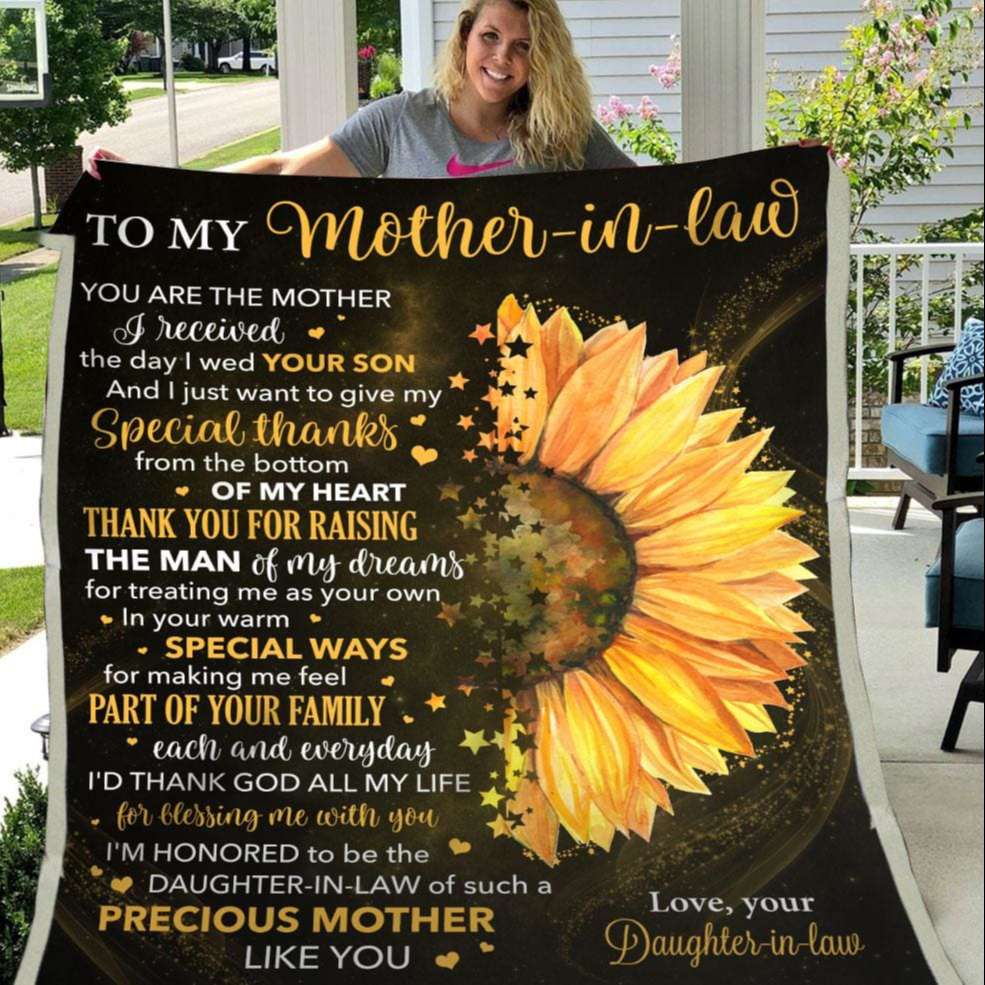 TO MY Mother-in-law
YOU ARE THE MOTHER
I received
the day I wed YOUR SON
And I just want to give my
Special thanks
from the bottom
OF MY HEART
THANK YOU FOR RAISING
THE MAN of my dreams
for treating me as your own
In your warm
SPECIAL WAYS
for making me feel
PART OF YOUR FAMILY
each and everyday
I'D THANK GOD ALL MY LIFE
for blessing me with you
I'M HONORED to be the
DAUGHTER-IN-LAW of such a
PRECIOUS MOTHER
LIKE YOU
Love, your
Daughter-in-law